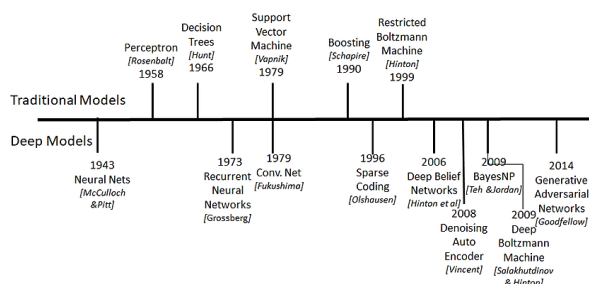 Perceptron
[Rosenbalt]
1958
Decision
Trees
[Hunt]
1966
Support
Vector
Machine
[Vapnik]
1979
Boosting
[Schapire]
1990
Restricted
Boltzmann
Machine
[Hinton]
1999
Traditional Models
Deep Models
1943
Neural Nets
[McCulloch
&Pitt]
1973
Recurrent
Neural
Networks
[Grossberg]
1979
Conv. Net
[Fukushima]
1996
Sparse
Coding
[Olshausen]
2006
Deep Belief
Networks
[Hinton et al]
2008
Denoising
Auto
Encoder
[Vincent]
2009
BayesNP
[Teh &Jordan]
2009
Deep
Boltzmann
Machine
[Salakhutdinov
& Hinton]
2014
Generative
Adversarial
Networks
[Goodfellow]